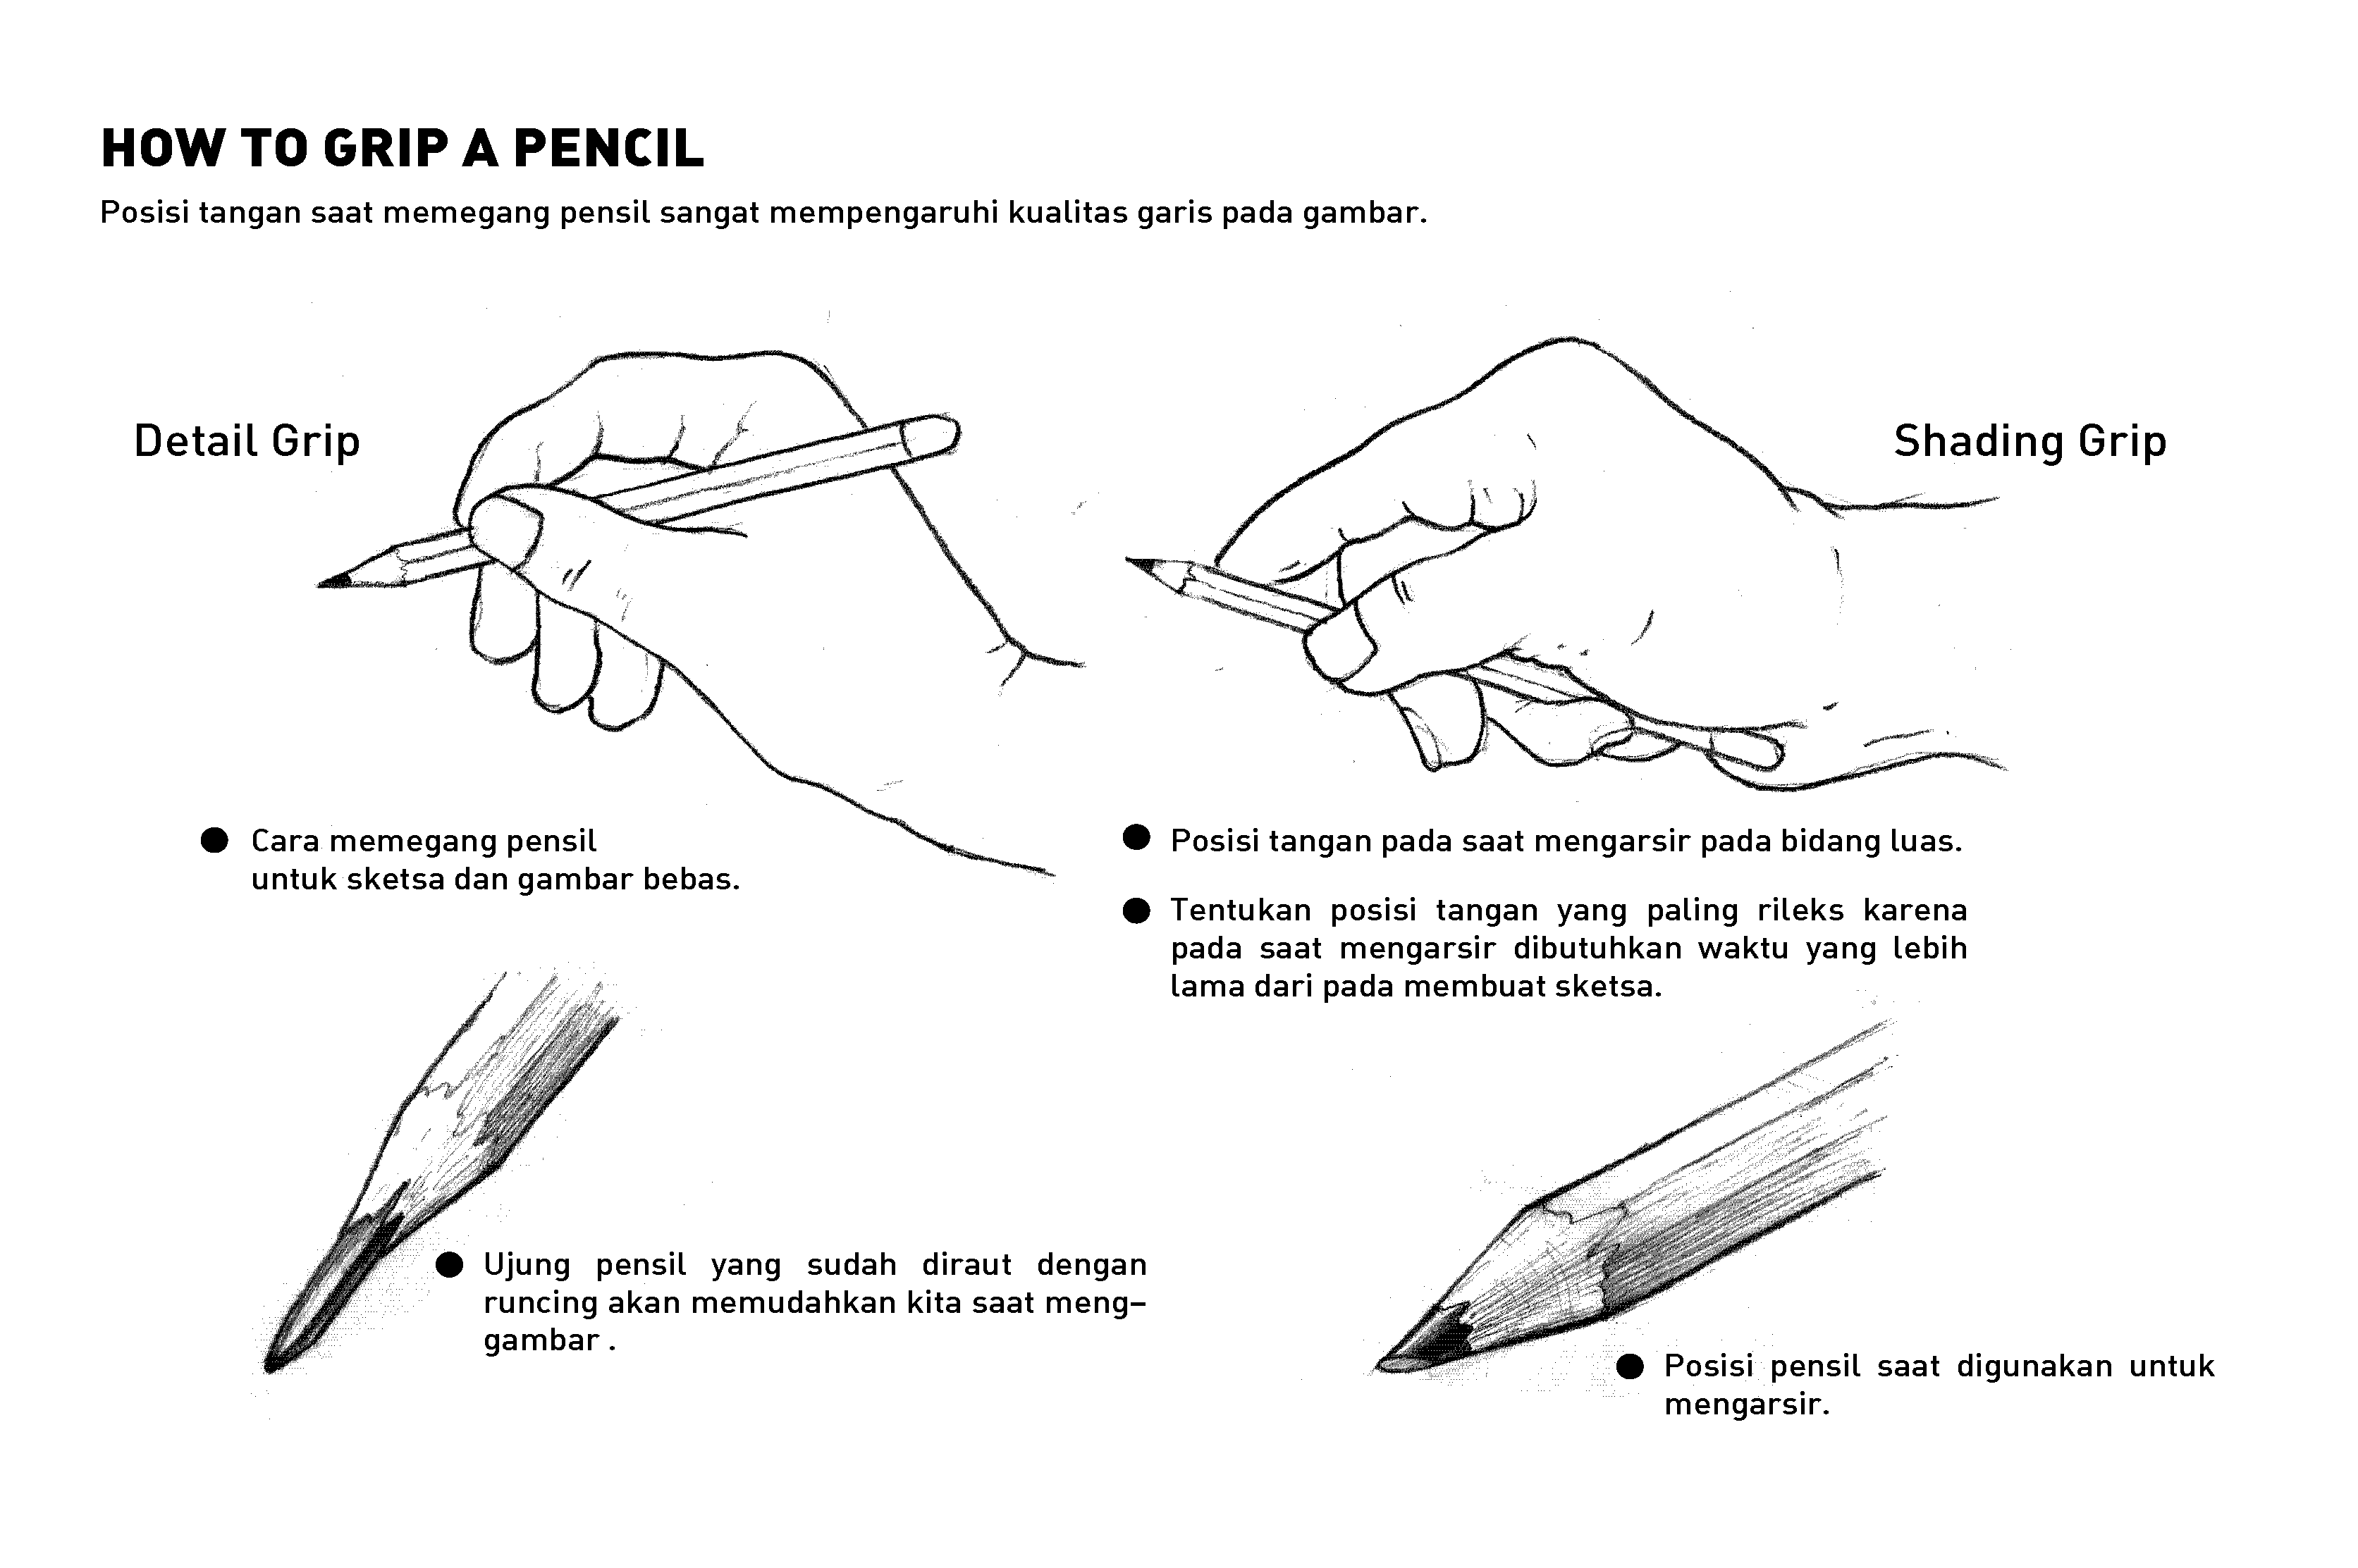 HOW TO GRIP A PENCIL
Posisi tangan saat memegang pensil sangat mempengaruhi kualitas garis pada gambar.
Detail Grip
Shading Grip
● Cara memegang pensil
untuk sketsa dan gambar bebas.
● Posisi tangan pada saat mengarsir pada bidang luas.
● Tentukan posisi tangan yang paling rileks karena
pada saat mengarsir dibutuhkan waktu yang lebih
lama dari pada membuat sketsa.
● Ujung pensil yang sudah diraut dengan
runcing akan memudahkan kita saat meng–
gambar .
● Posisi pensil saat digunakan untuk
mengarsir.